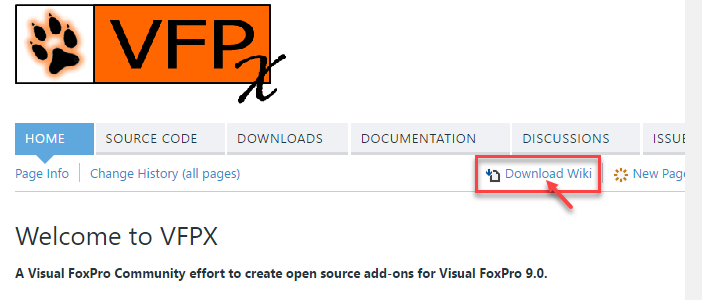 VFPx
HOME SOURCE CODE DOWNLOADS DOCUMENTATION DISCUSSIONS ISSUE
Page Info Change History (all pages) Download Wiki New Page
Welcome to VFPX
A Visual FoxPro Community effort to create open source add-ons for Visual FoxPro 9.0.